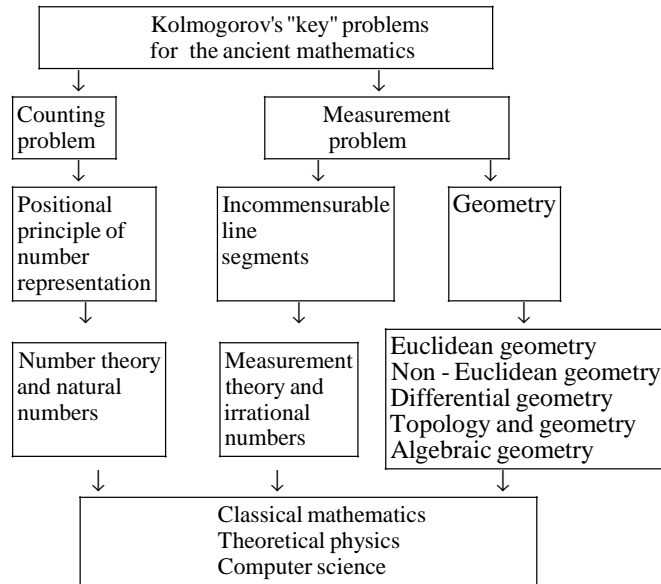 Kolmogorov's "key" problems
for the ancient mathematics
Counting
problem
Measurement
problem
Positional
principle of
number
representation
Incommensurable
line
segments
Geometry
Number theory
and natural
numbers
Measurement
theory and
irrational
numbers
Euclidean geometry
Non - Euclidean geometry
Differential geometry
Topology and geometry
Algebraic geometry
Classical mathematics
Theoretical physics
Computer science